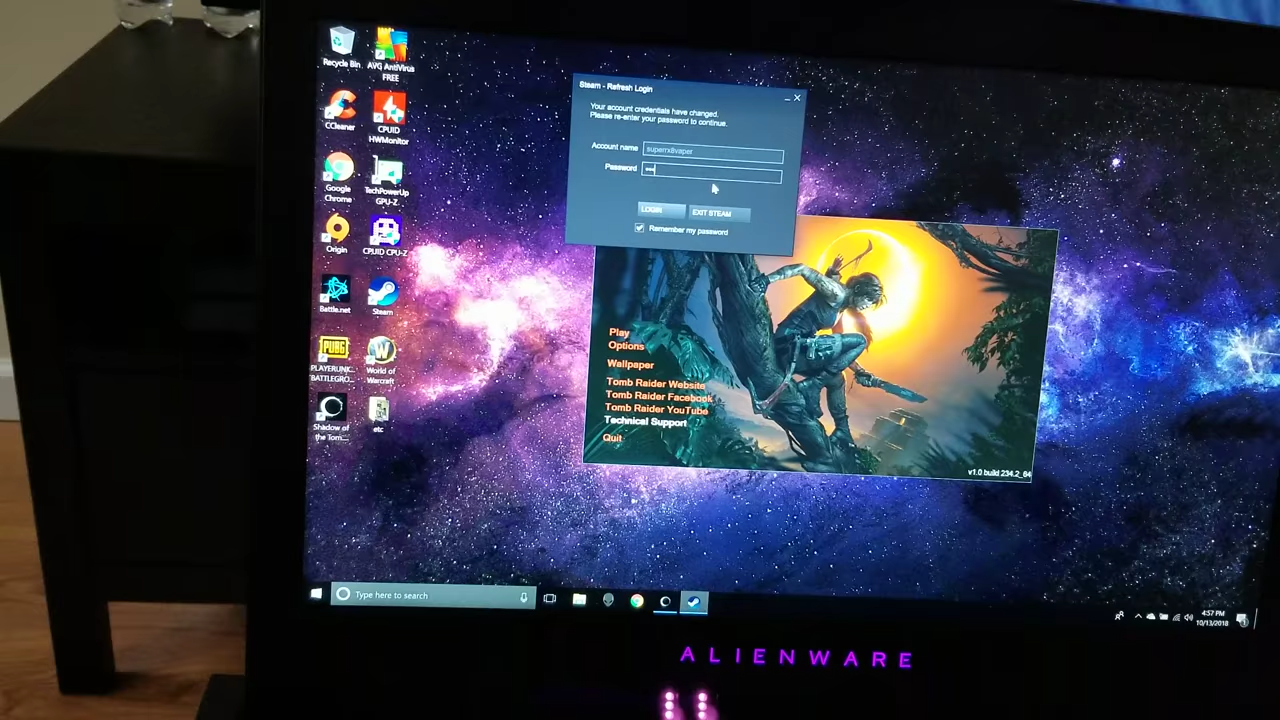 Recycle Bin
AVG AntiVirus
FREE
CCleaner
CPUID
HWMonitor
Google
Chrome
TechPowerUp
GPU-Z
Origin
CPUID CPU-Z
Battle.net
Steam
PUBG
PLAYERUNK...
BATTLEGRO...
W
World of
Warcraft
Shadow of
the Tom...
etc
Steam - Refresh Login
Your account credentials have changed.
Please re-enter your password to continue.
Account name
superrx8vaper
Password
LOGIN
EXIT STEAM
Remember my password
Play
Options
Wallpaper
Tomb Raider Website
Tomb Raider Facebook
Tomb Raider YouTube
Technical Support
Quit
v1.0 build 234.2_64
Type here to search
4:57 PM
10/13/2018
ALIENWARE